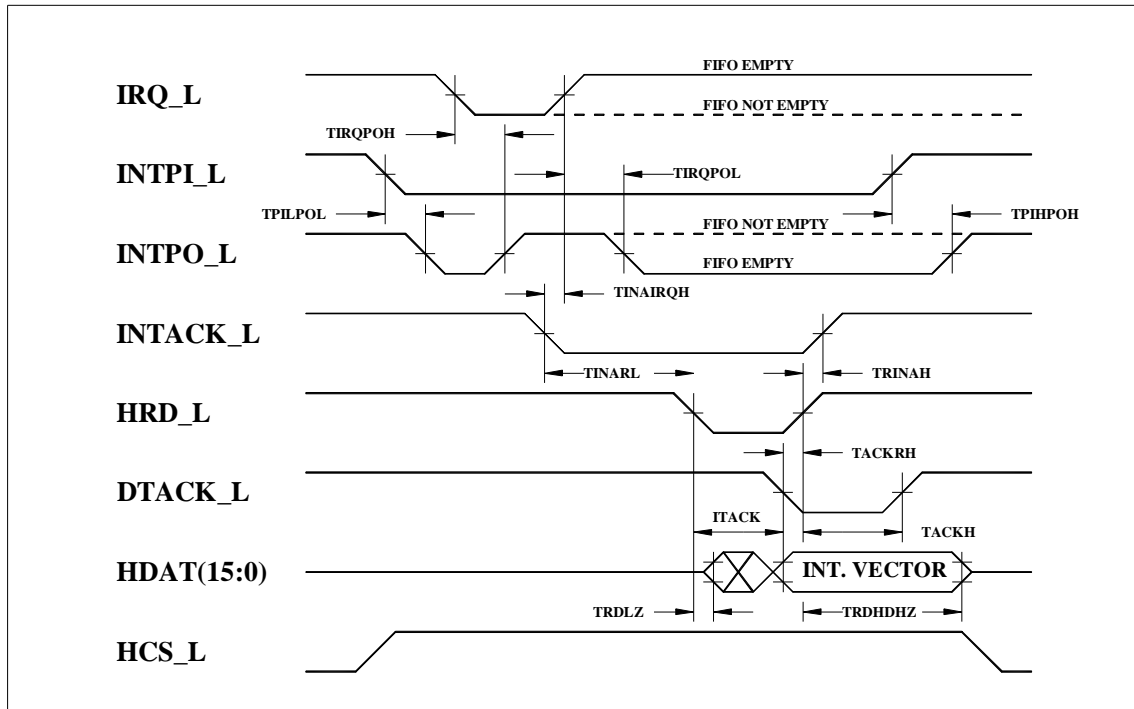 FIFO EMPTY
IRQ_L
FIFO NOT EMPTY
TIRQPOH
INTPI_L
TIRQPOL
TPILPOL
FIFO NOT EMPTY
TPIHPOH
INTPO_L
FIFO EMPTY
TINAIRQH
INTACK_L
TINARL
TRINAH
HRD_L
TACKRH
DTACK_L
ITACK
TACKH
HDAT(15:0)
INT. VECTOR
TRDLZ
TRDHDHZ
HCS_L